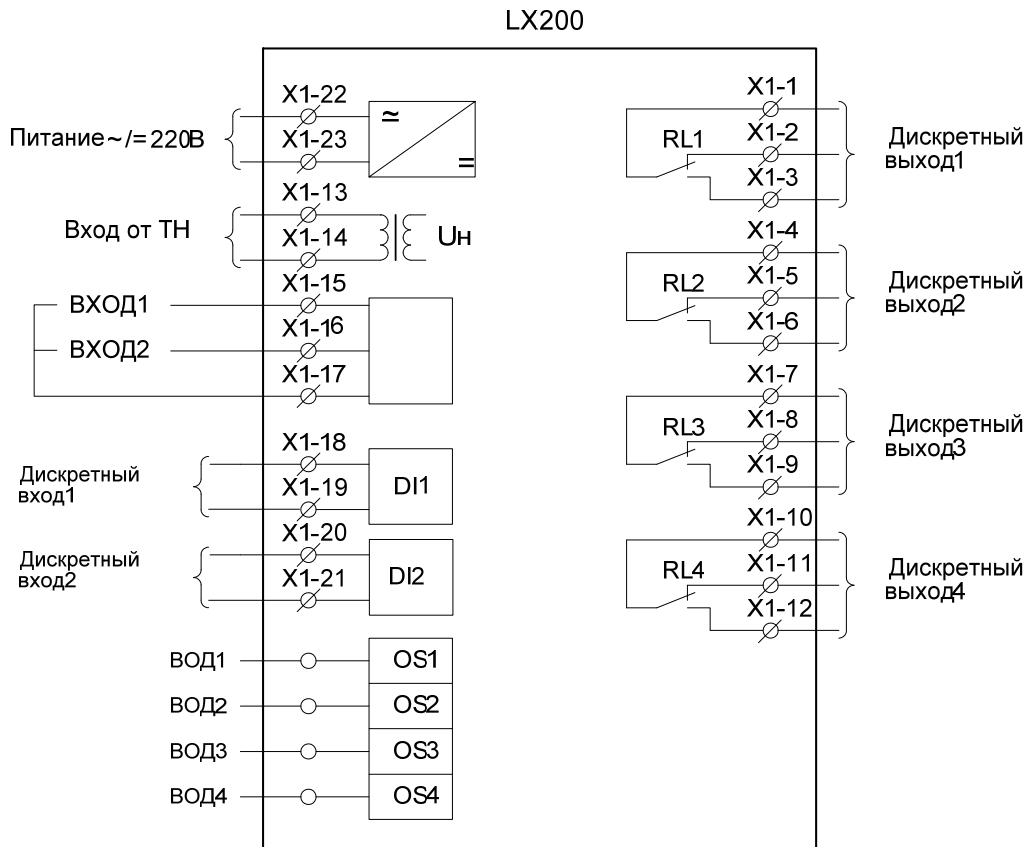 LX200
X1-22
Питание~/=220В
X1-23
≃
=
X1-13
Вход от ТН
X1-14
Uн
X1-15
ВХОД1
X1-16
ВХОД2
X1-17
X1-18
Дискретный
вход1
X1-19
DI1
X1-20
Дискретный
вход2
X1-21
DI2
ВОД1
OS1
ВОД2
OS2
ВОД3
OS3
ВОД4
OS4
X1-1
RL1
X1-2
X1-3
Дискретный
выход1
X1-4
RL2
X1-5
X1-6
Дискретный
выход2
X1-7
RL3
X1-8
X1-9
Дискретный
выход3
X1-10
RL4
X1-11
X1-12
Дискретный
выход4